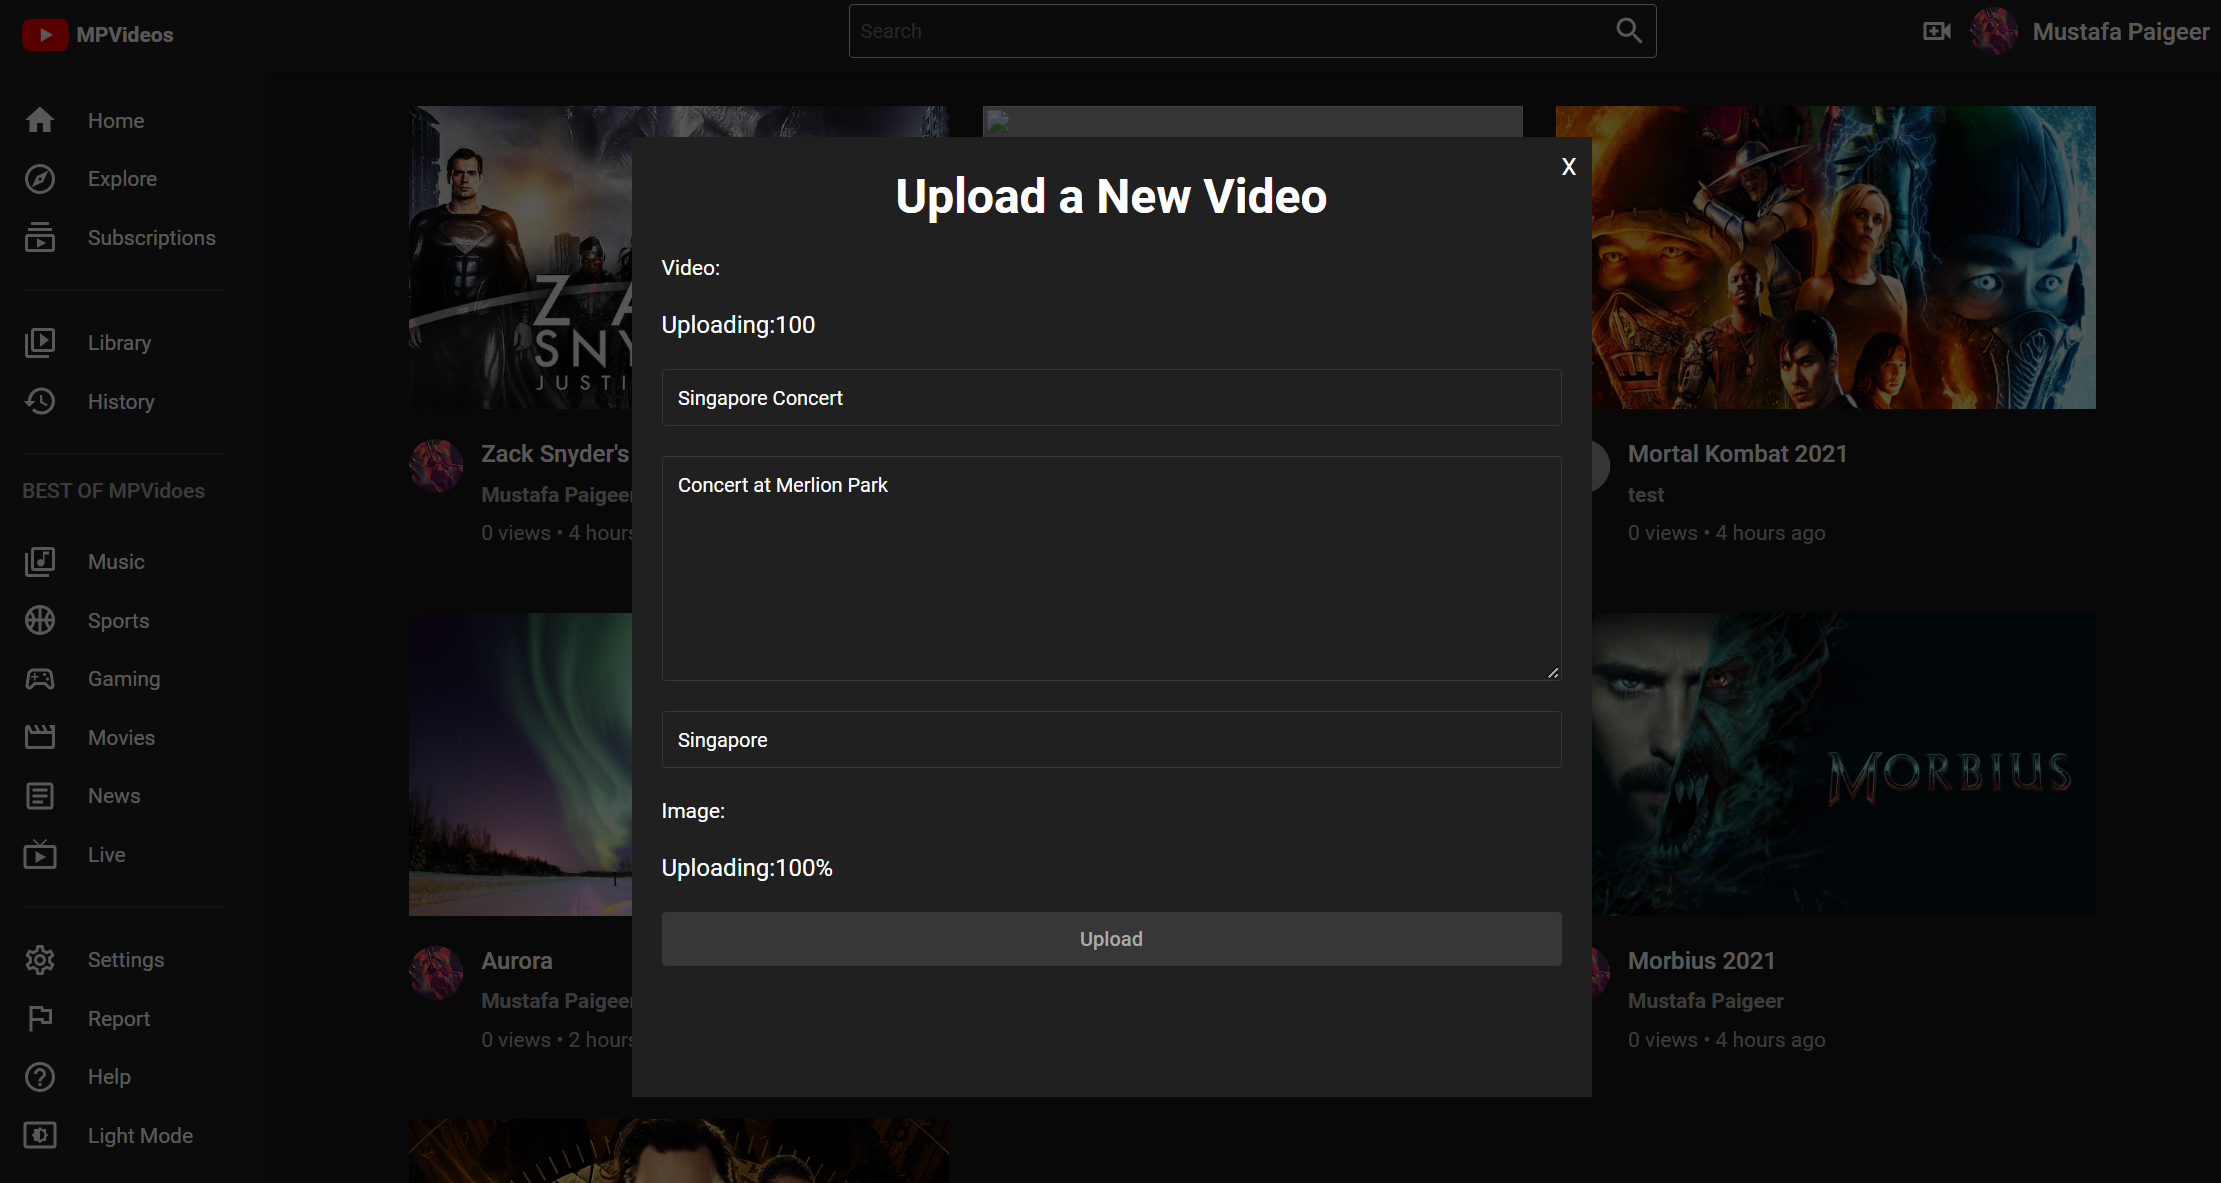 MPVideos
Search
Mustafa Paigeer
Home
Explore
Subscriptions
Library
History
BEST OF MPVidoes
Music
Sports
Gaming
Movies
News
Live
Settings
Report
Help
Light Mode
X
Upload a New Video
Video:
Uploading:100
Singapore Concert
Concert at Merlion Park
Singapore
Image:
Uploading:100%
Upload
Z
SNY
JUSTI
Zack Snyder's
Mustafa Paigeer
0 views • 4 hours
Mortal Kombat 2021
test
0 views • 4 hours ago
Aurora
Mustafa Paigeer
0 views • 2 hours
MORBIUS
Morbius 2021
Mustafa Paigeer
0 views • 4 hours ago